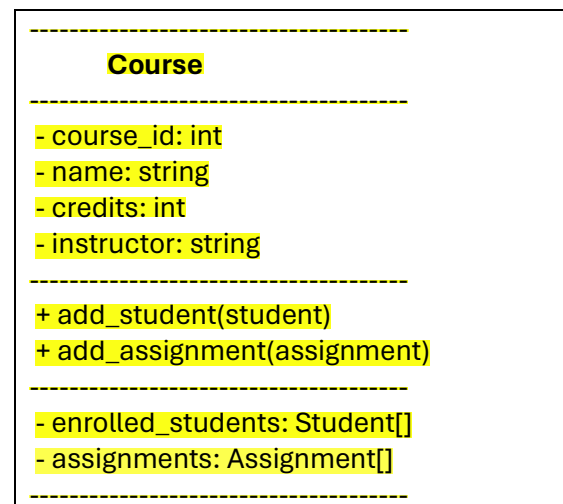 --------------------------------------
Course
--------------------------------------
- course_id: int
- name: string
- credits: int
- instructor: string
--------------------------------------
+ add_student(student)
+ add_assignment(assignment)
--------------------------------------
- enrolled_students: Student[]
- assignments: Assignment[]
--------------------------------------